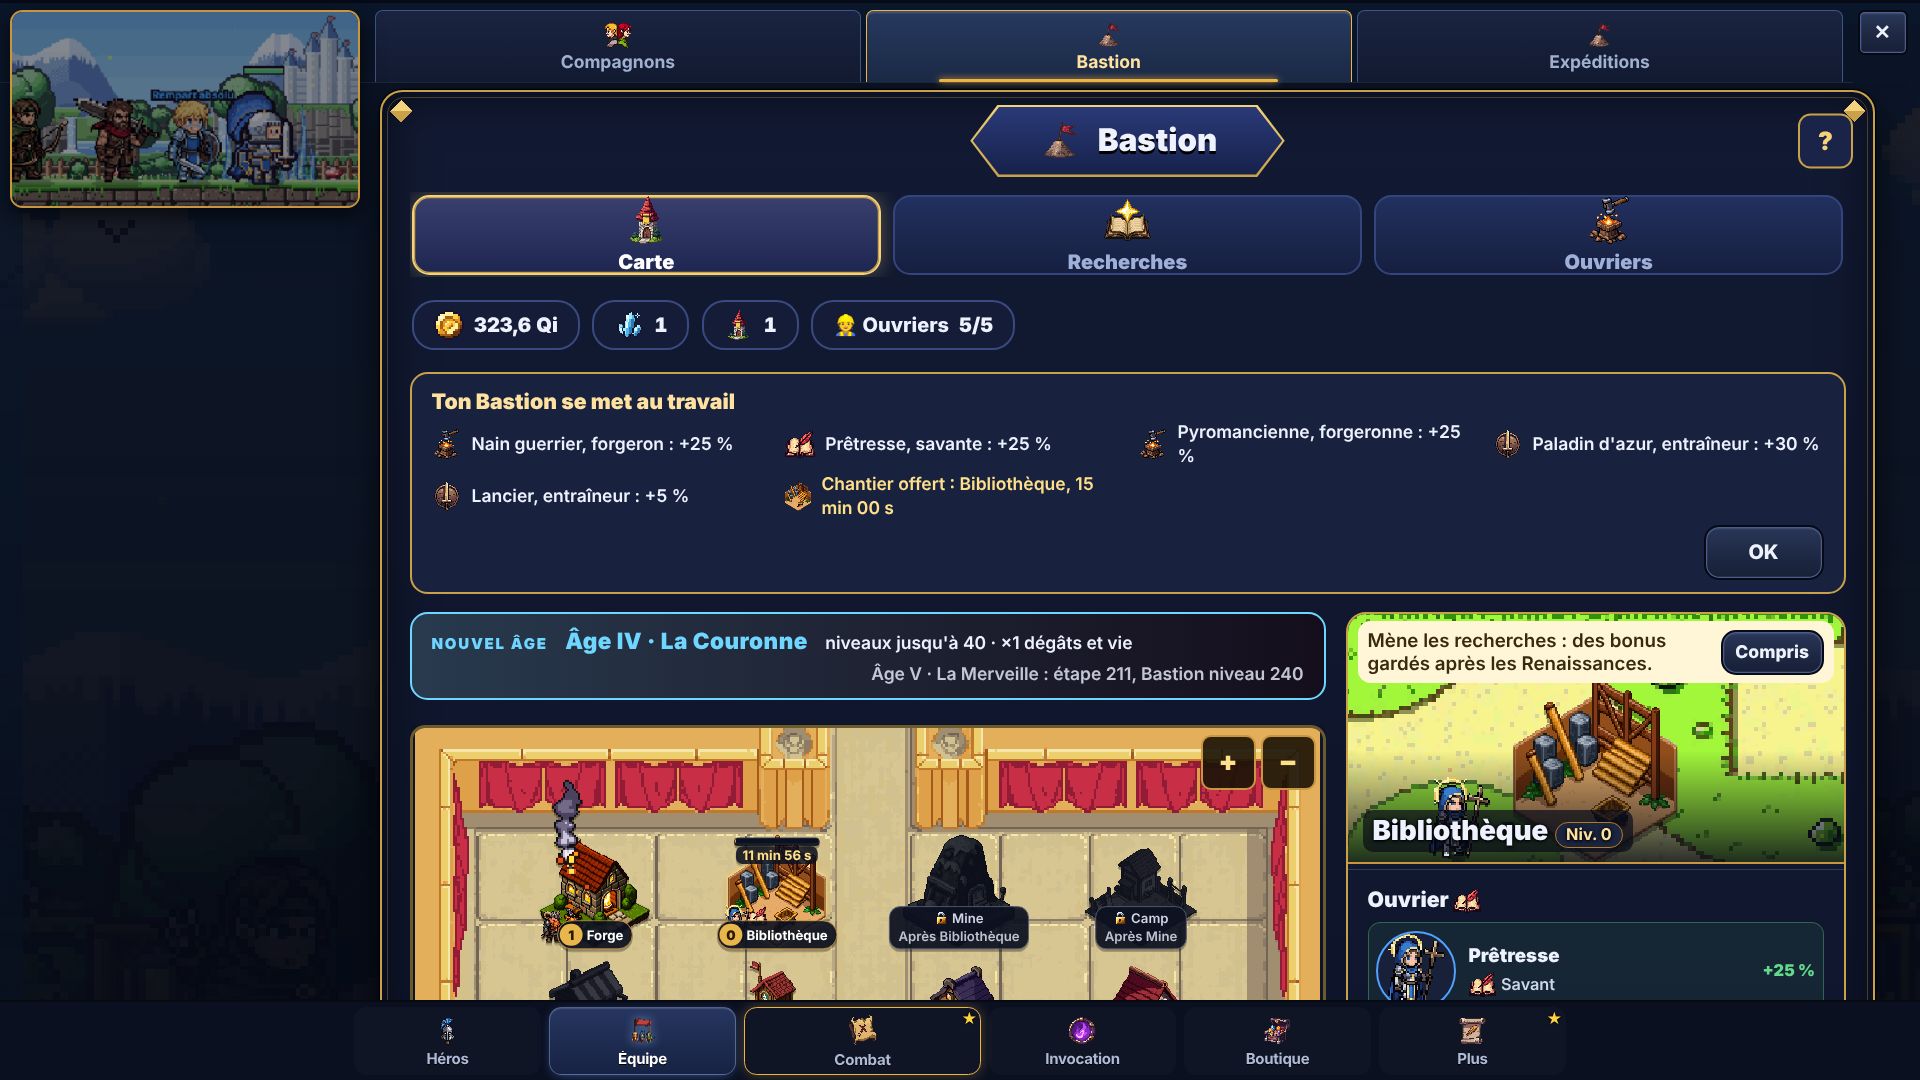 Rempart absolu
Compagnons
Bastion
Expéditions
×
Bastion
?
Carte
Recherches
Ouvriers
323,6 Qi
1
1
Ouvriers 5/5
Ton Bastion se met au travail
Nain guerrier, forgeron : +25 %
Prêtresse, savante : +25 %
Pyromancienne, forgeronne : +25
%
Paladin d'azur, entraîneur : +30 %
Lancier, entraîneur : +5 %
Chantier offert : Bibliothèque, 15
min 00 s
OK
NOUVEL ÂGE Âge IV · La Couronne niveaux jusqu'à 40 · ×1 dégâts et vie
Âge V · La Merveille : étape 211, Bastion niveau 240
Mène les recherches : des bonus
gardés après les Renaissances.
Compris
+
−
Bibliothèque Niv. 0
11 min 56 s
1 Forge
0 Bibliothèque
Mine
Après Bibliothèque
Camp
Après Mine
Ouvrier
Prêtresse
Savant
+25 %
Héros
Équipe
Combat
Invocation
Boutique
Plus